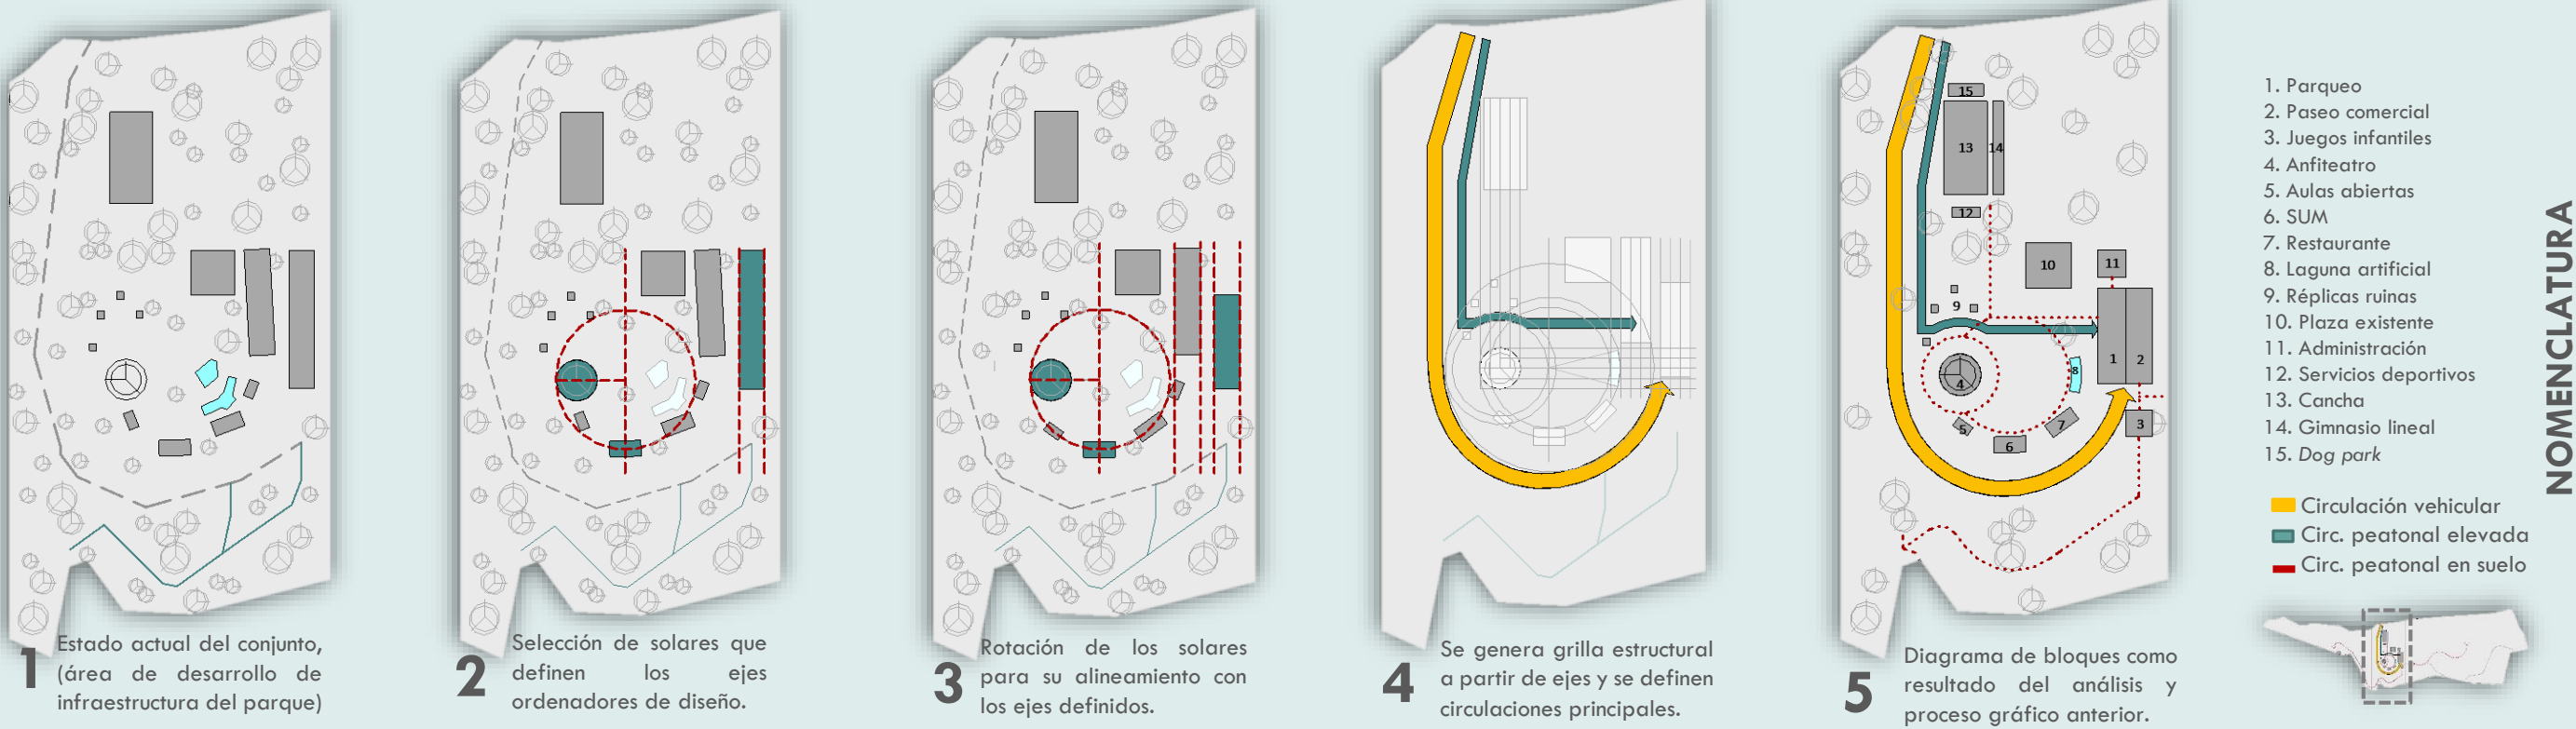 1
Estado actual del conjunto,
(área de desarrollo de
infraestructura del parque)
2
Selección de solares que
definen los ejes
ordenadores de diseño.
3
Rotación de los solares
para su alineamiento con
los ejes definidos.
4
Se genera grilla estructural
a partir de ejes y se definen
circulaciones principales.
15
13
14
12
10
11
9
1
2
8
4
5
6
7
3
5
Diagrama de bloques como
resultado del análisis y
proceso gráfico anterior.
1. Parqueo
2. Paseo comercial
3. Juegos infantiles
4. Anfiteatro
5. Aulas abiertas
6. SUM
7. Restaurante
8. Laguna artificial
9. Réplicas ruinas
10. Plaza existente
11. Administración
12. Servicios deportivos
13. Cancha
14. Gimnasio lineal
15. Dog park
NOMENCLATURA
Circulación vehicular
Circ. peatonal elevada
Circ. peatonal en suelo